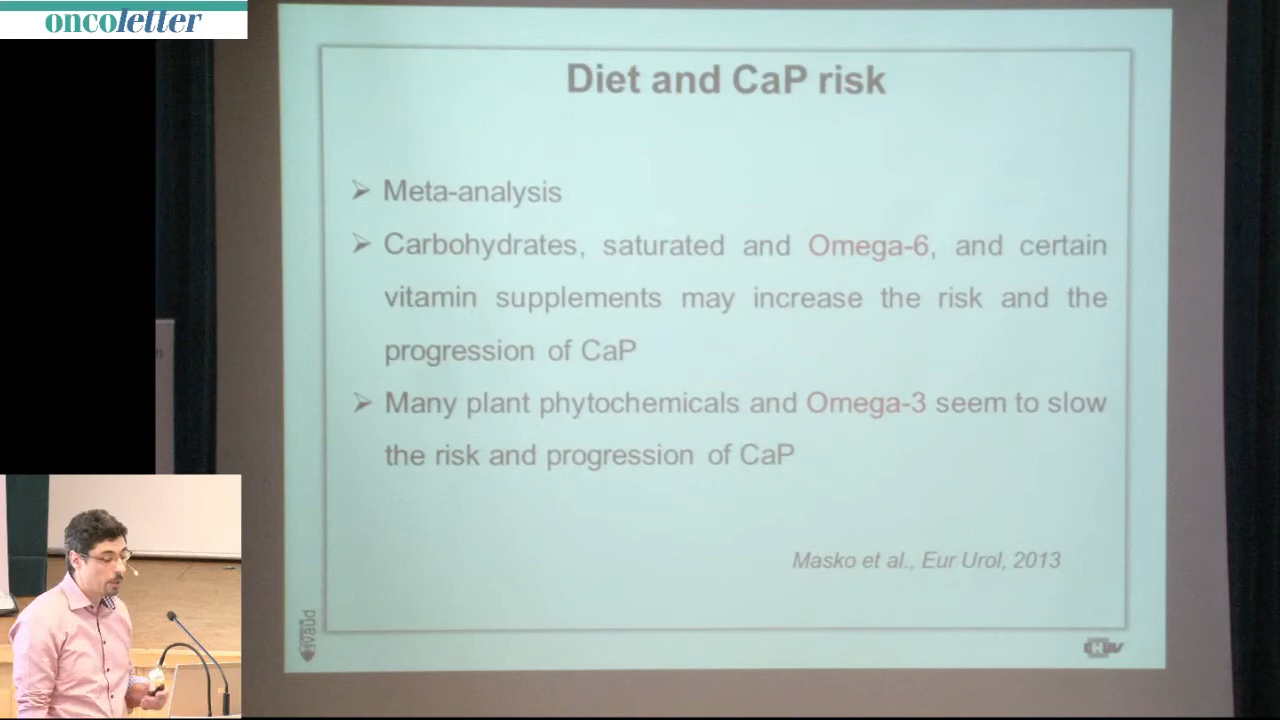 oncoletter
Diet and CaP risk
➢ Meta-analysis
➢ Carbohydrates, saturated and Omega-6, and certain
vitamin supplements may increase the risk and the
progression of CaP
➢ Many plant phytochemicals and Omega-3 seem to slow
the risk and progression of CaP
Masko et al., Eur Urol, 2013
vaud